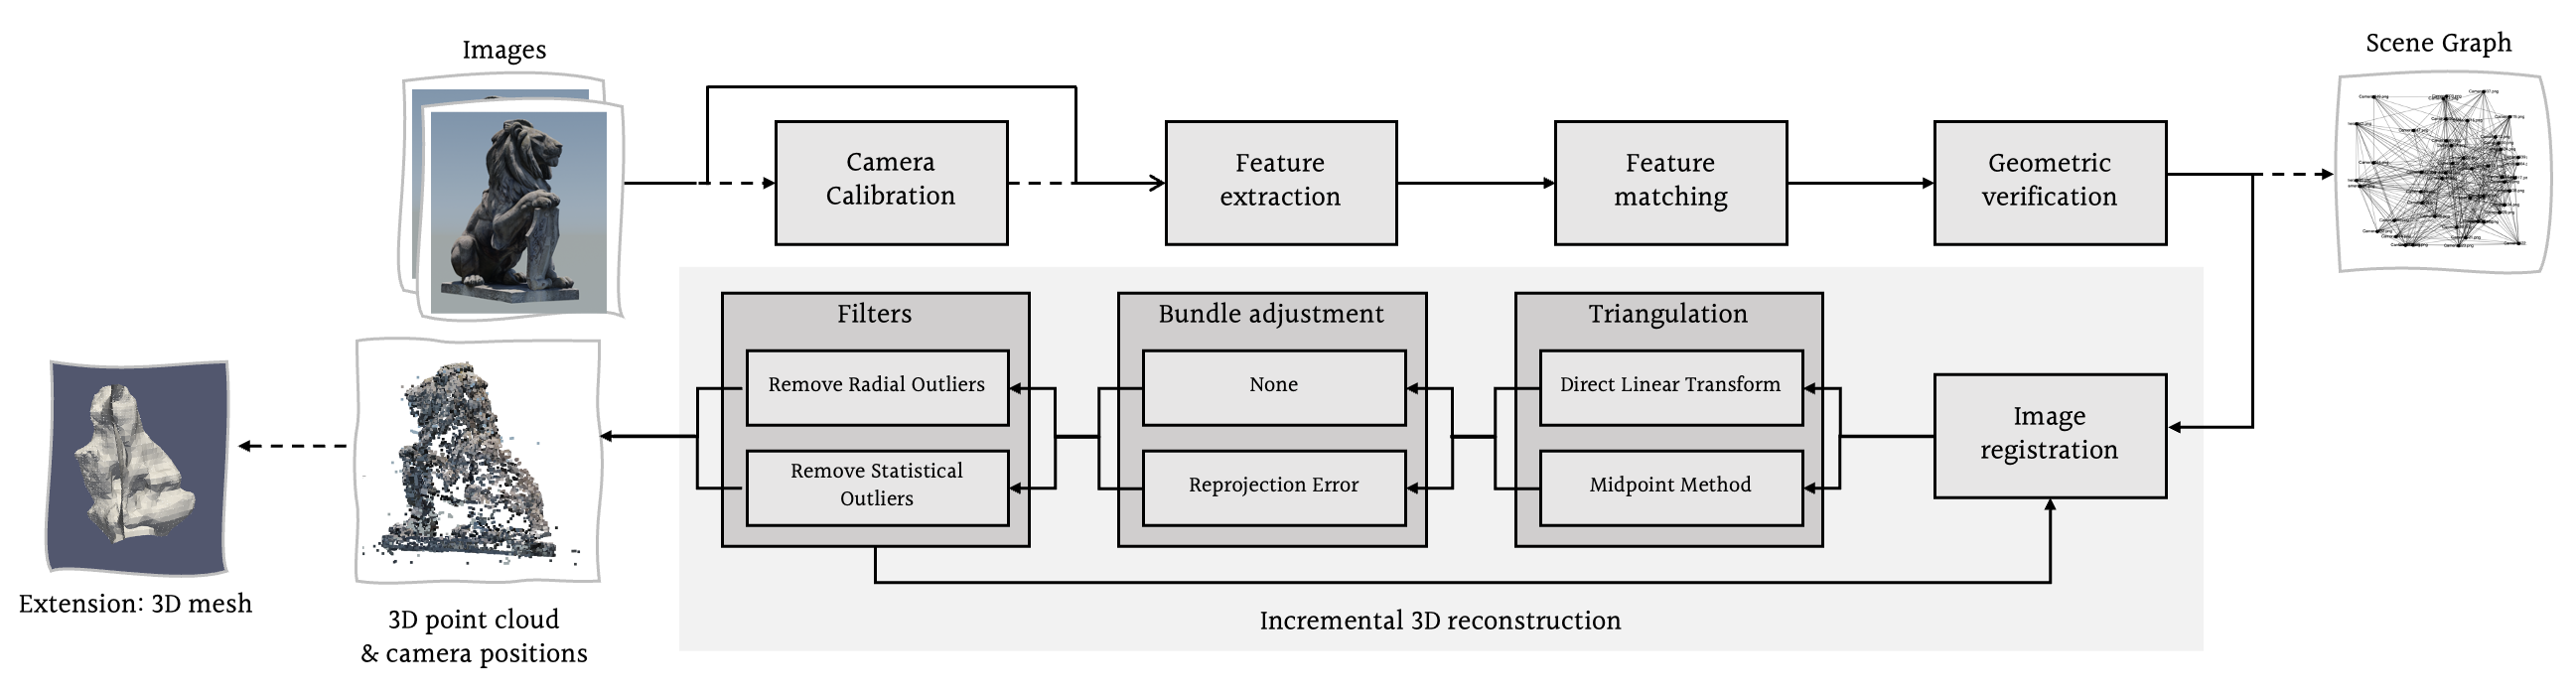 Images
Scene Graph
Camera
Calibration
Feature
extraction
Feature
matching
Geometric
verification
Filters
Remove Radial Outliers
Remove Statistical
Outliers
Bundle adjustment
None
Reprojection Error
Triangulation
Direct Linear Transform
Midpoint Method
Image
registration
Incremental 3D reconstruction
3D point cloud
& camera positions
Extension: 3D mesh